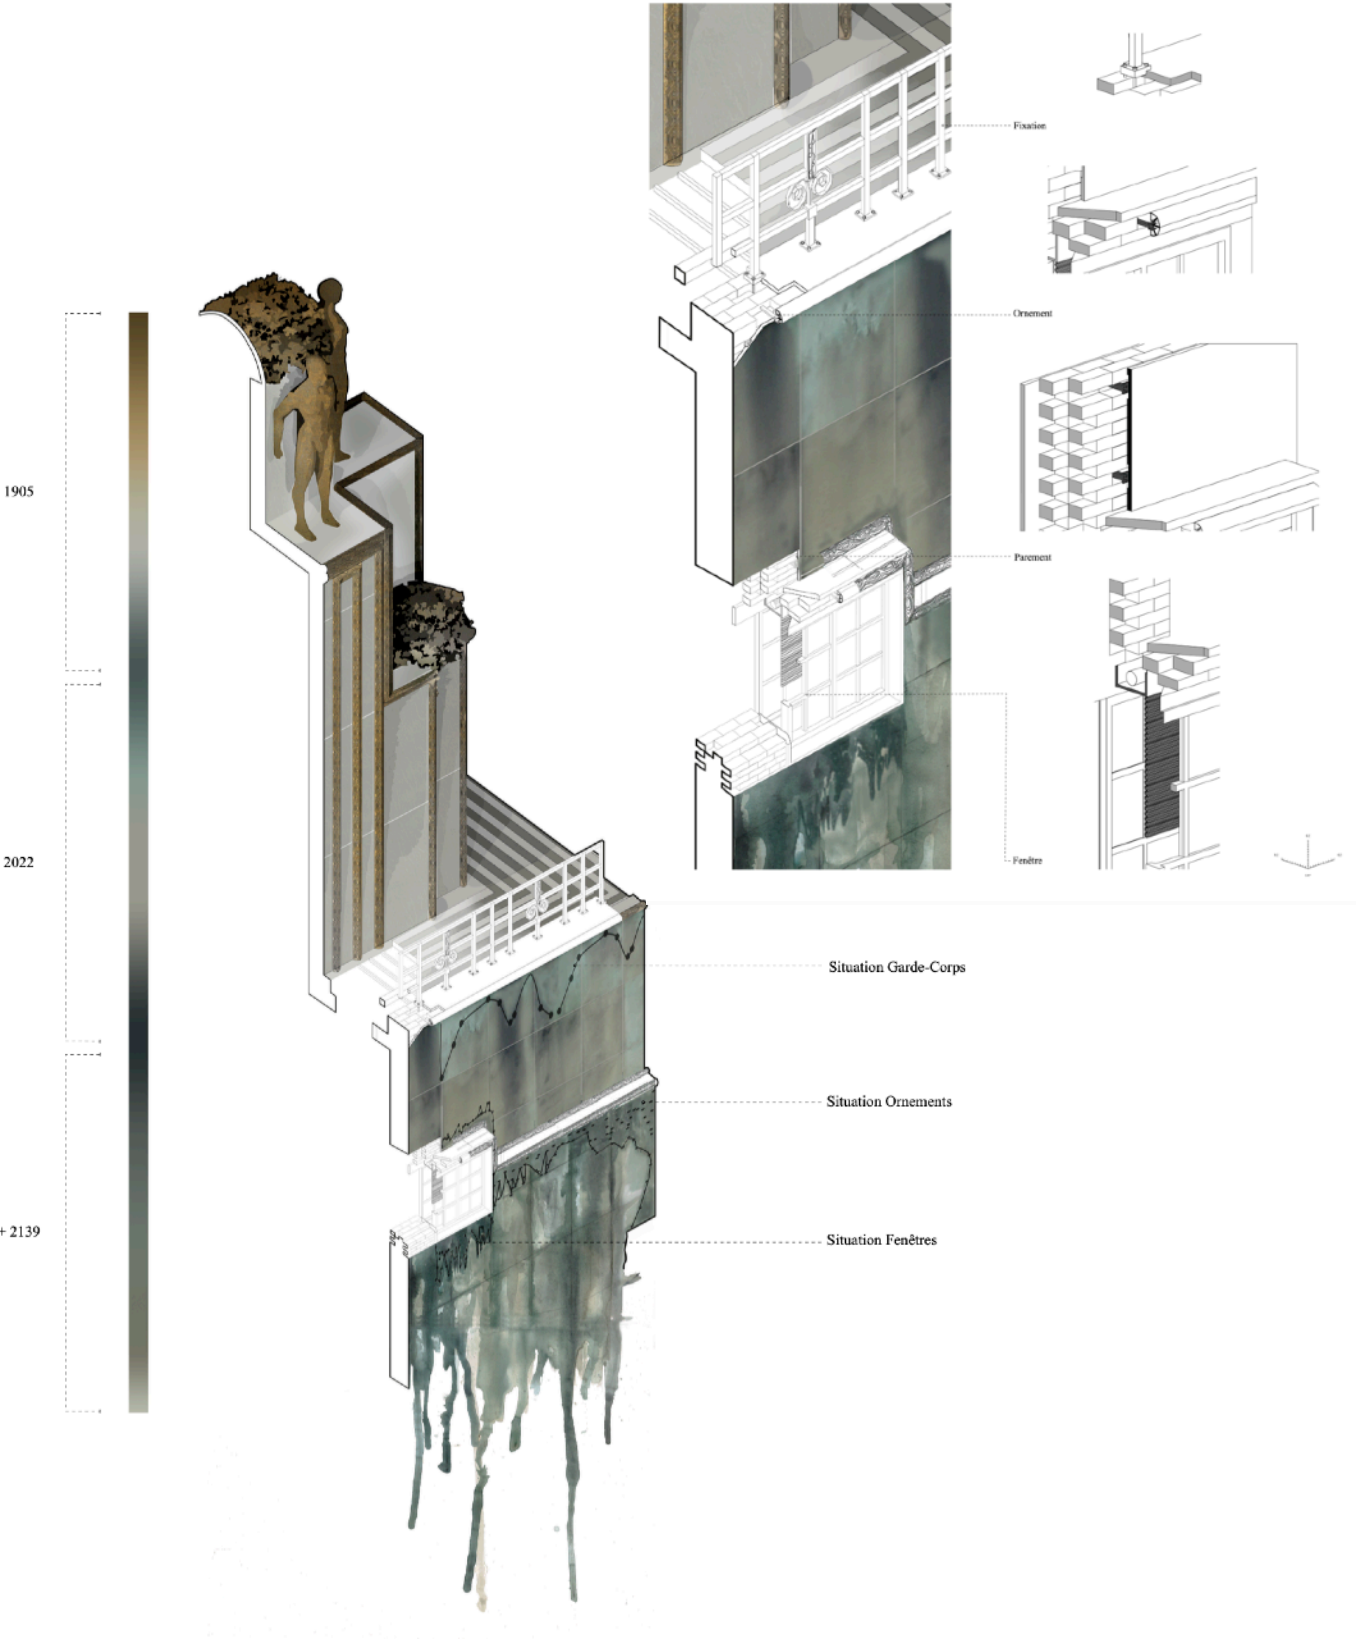 Fixation
Ornement
1905
Parement
2022
Fenêtre
Situation Garde-Corps
Situation Ornements
+ 2139
Situation Fenêtres